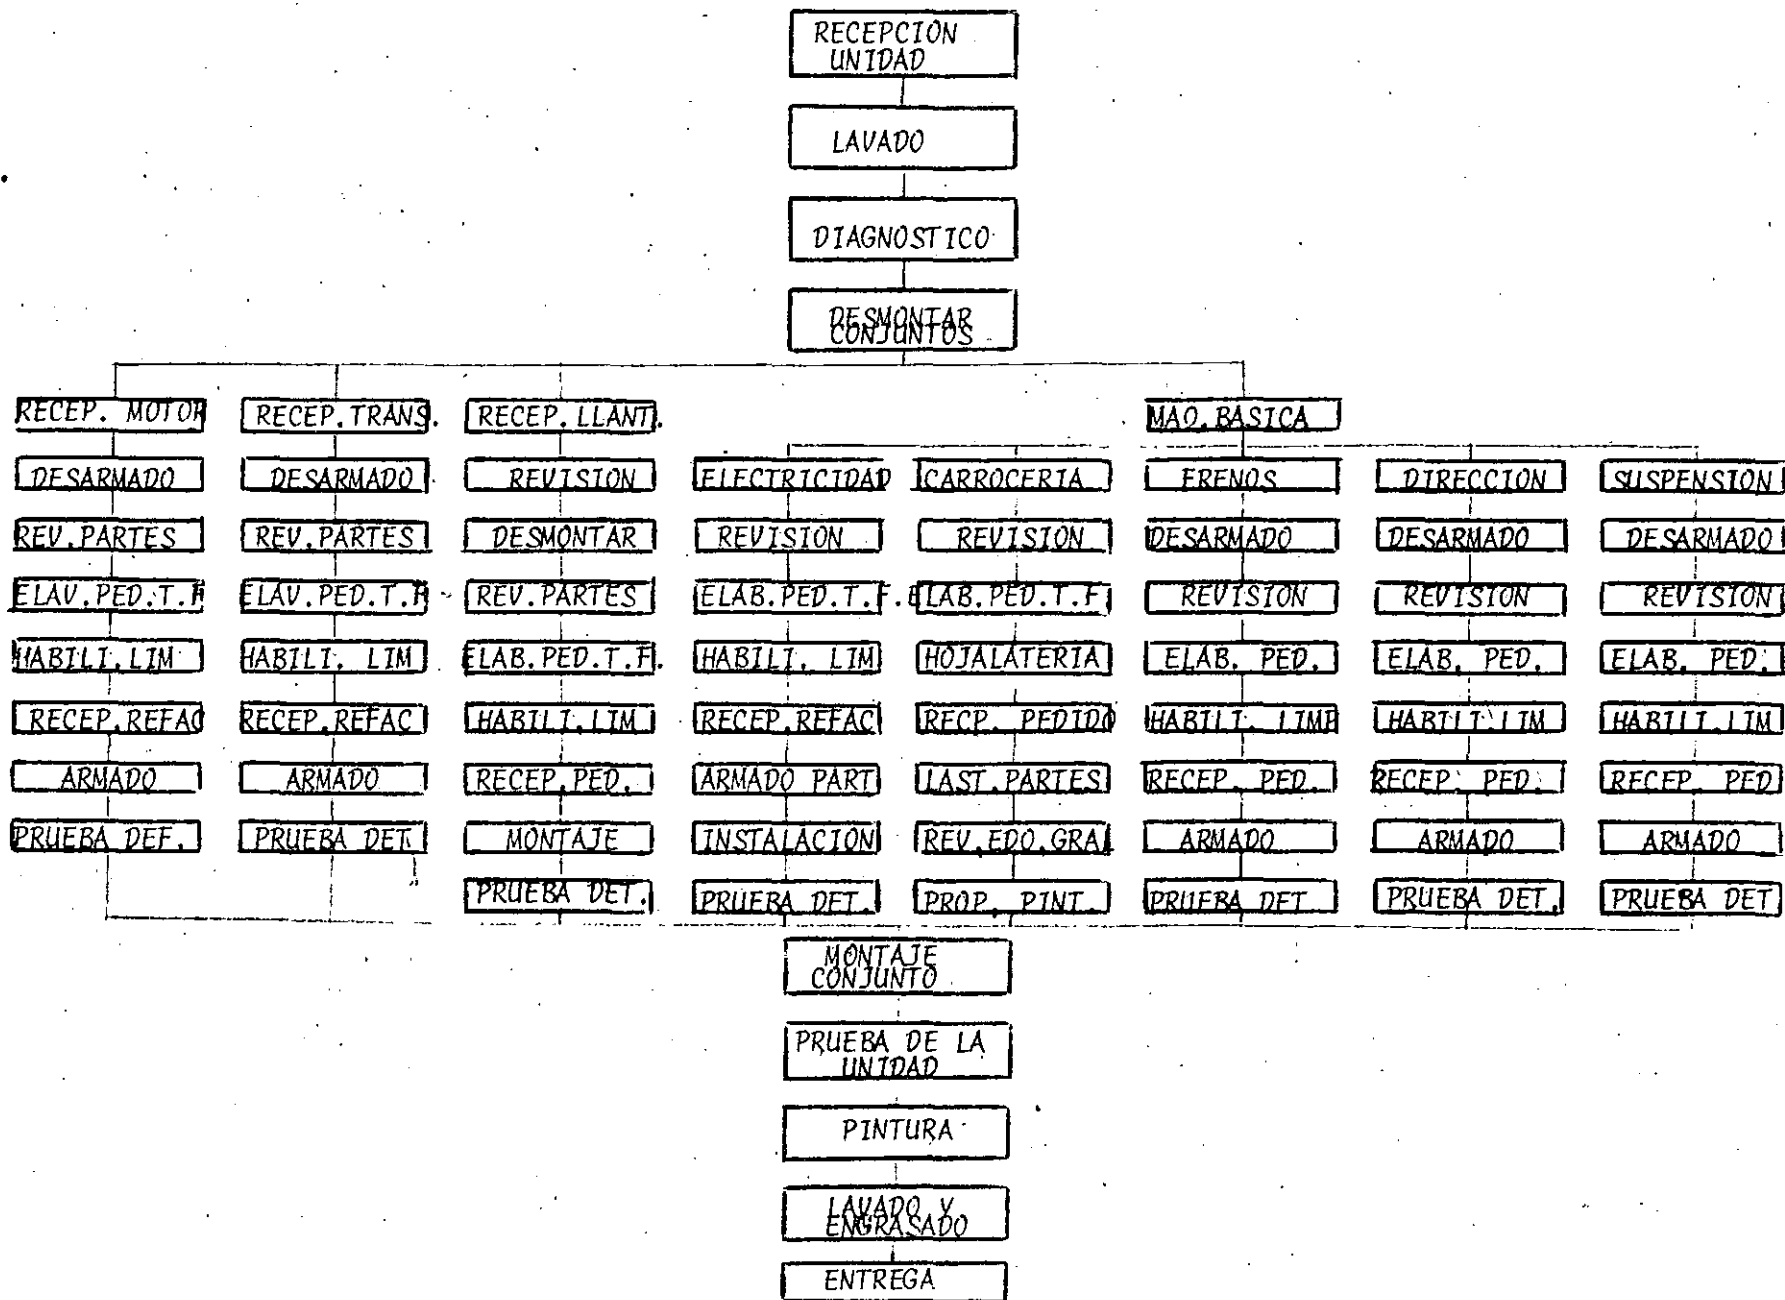 RECEPCION
UNIDAD
LAVADO
DIAGNOSTICO
DESMONTAR
CONJUNTOS
RECEP. MOTOR
RECEP.TRANS.
RECEP.LLANT.
MAQ.BASICA
DESARMADO
DESARMADO
REVISION
ELECTRICIDAD
CARROCERIA
FRENOS
DIRECCION
SUSPENSION
REV.PARTES
REV.PARTES
DESMONTAR
REVISION
REVISION
DESARMADO
DESARMADO
DESARMADO
ELAV.PED.T.F
ELAV.PED.T.F
REV.PARTES
ELAB.PED.T.F.
ELAB.PED.T.F
REVISION
REVISION
REVISION
HABILI.LIM
HABILI. LIM
ELAB.PED.T.F.
HABILI. LIM
HOJALATERIA
ELAB. PED.
ELAB. PED.
ELAB. PED.
RECEP.REFAC
RECEP.REFAC
HABILI.LIM
RECEP.REFAC
RECP. PEDIDO
HABILI. LIMP
HABILI LIM
HABILI.LIM
ARMADO
ARMADO
RECEP.PED.
ARMADO PART
LAST.PARTES
RECEP. PED.
RECEP. PED.
RECEP. PED
PRUEBA DEF.
PRUEBA DET.
MONTAJE
INSTALACION
REV.EDO.GRAL
ARMADO
ARMADO
ARMADO
PRUEBA DET.
PRUEBA DET.
PROP. PINT.
PRUEBA DET
PRUEBA DET.
PRUEBA DET
MONTAJE
CONJUNTO
PRUEBA DE LA
UNIDAD
PINTURA
LAVADO Y
ENGRASADO
ENTREGA